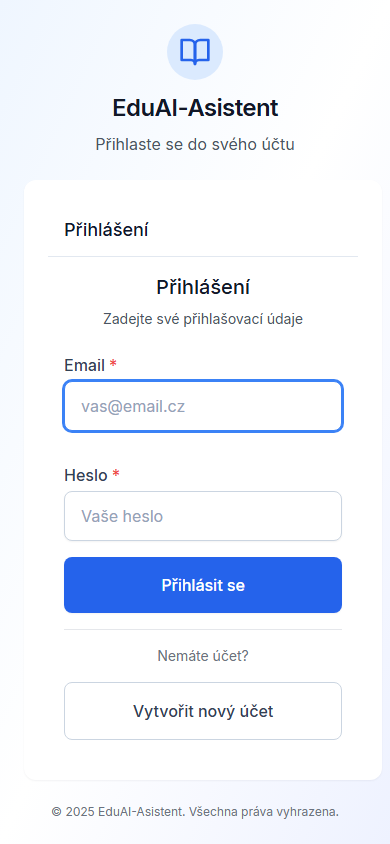 EduAI-Asistent
Přihlaste se do svého účtu
Přihlášení
Přihlášení
Zadejte své přihlašovací údaje
Email *
vas@email.cz
Heslo *
Vaše heslo
Přihlásit se
Nemáte účet?
Vytvořit nový účet
© 2025 EduAI-Asistent. Všechna práva vyhrazena.